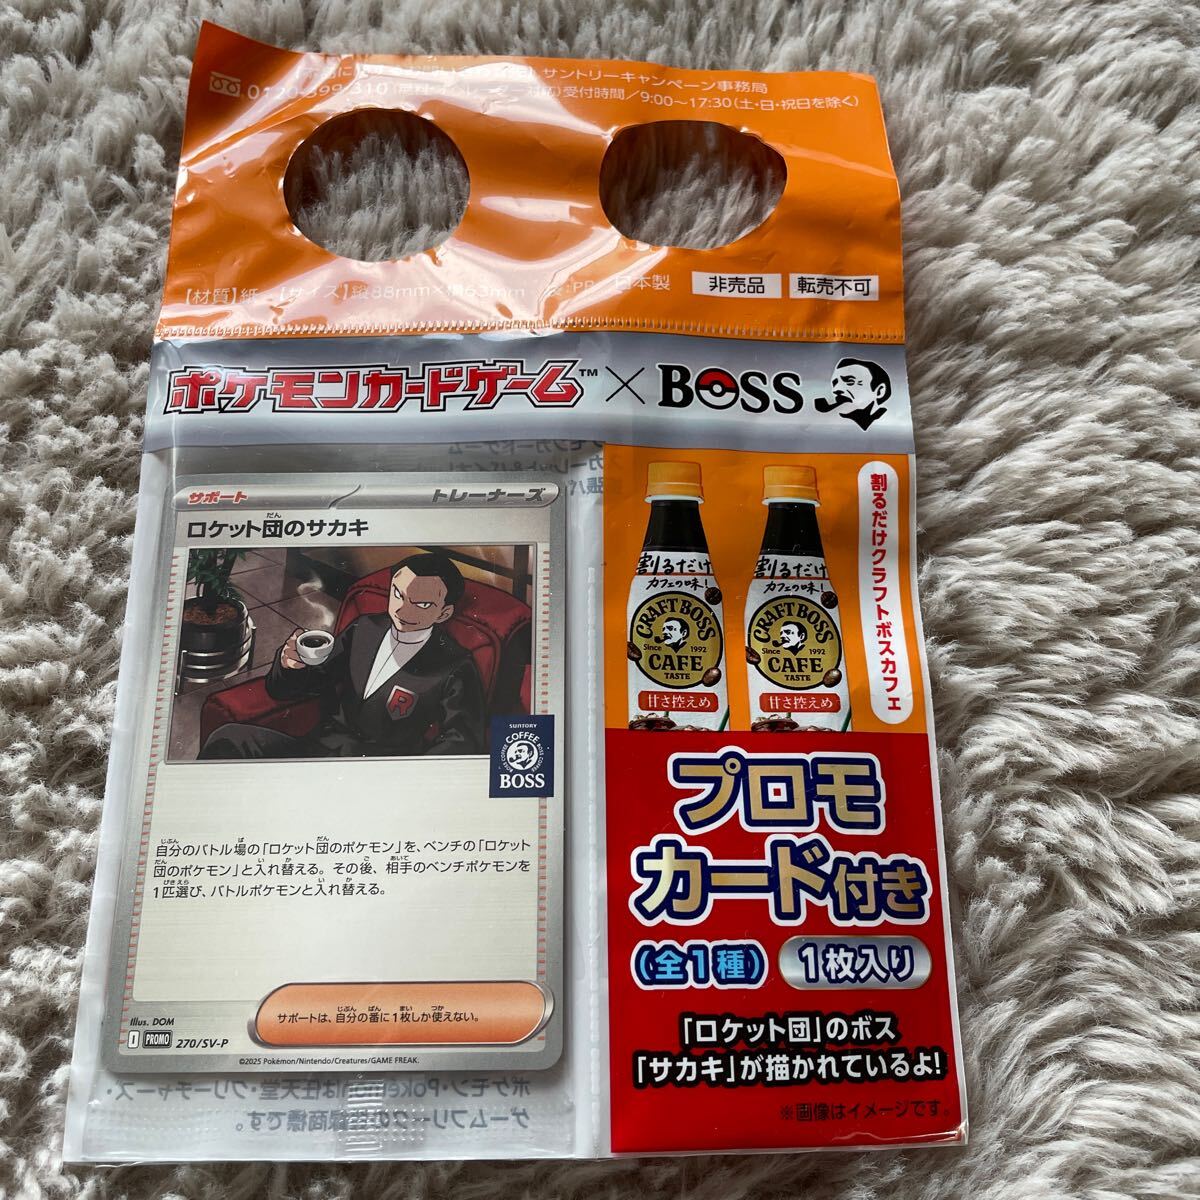 サントリーキャンペーン事務局
0120-399-310
受付時間/9:00~17:30(土・日・祝日を除く)
【材質】紙 【サイズ】縦88mm×横63mm
PP 日本製
非売品
転売不可
ポケモンカードゲーム™ × BOSS
サポート
トレーナーズ
ロケット団のサカキ
だん
R
SUNTORY
COFFEE
BOSS
自分のバトル場の「ロケット団のポケモン」を、ベンチの「ロケット
団のポケモン」と入れ替える。その後、相手のベンチポケモンを
1匹選び、バトルポケモンと入れ替える。
サポートは、自分の番に1枚しか使えない。
Illus. DOM
I PROMO 270/SV-P
©2025 Pokémon/Nintendo/Creatures/GAME FREAK.
割るだけクラフトボスカフェ
割るだけ
カフェの味!
CRAFT BOSS
Since 1992
CAFE
TASTE
甘さ控えめ
割るだけ
カフェの味!
CRAFT BOSS
Since 1992
CAFE
TASTE
甘さ控えめ
プロモ
カード付き
(全1種) 1枚入り
「ロケット団」のボス
「サカキ」が描かれているよ!
※画像はイメージです。